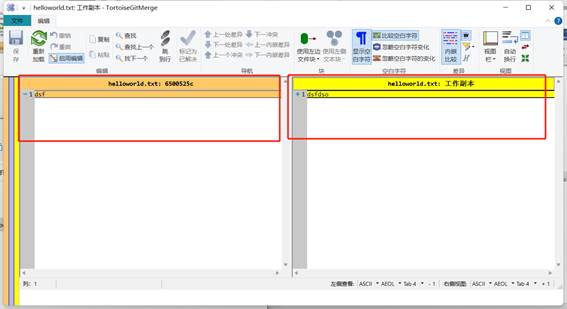 helloworld.txt: 工作副本 - TortoiseGitMerge
文件 编辑
保存
重新加载
撤销
重做
启用编辑
复制
粘贴
编辑
查找
查找上一个
查找下一个
跳到行
标记为已解决
上一处差异 下一冲突
下一处差异 上一内嵌差异
上一个冲突 下一内嵌差异
导航
使用左边文件块
使用左侧文本块
块
显示空白字符
比较空白字符
忽略空白字符变化
忽略空白字符的变化
空白字符
内嵌比较
差异
视图栏
自动换行
视图
helloworld.txt: 6500525c
helloworld.txt: 工作副本
1 dsf
1 dsfdso
列: 1
左侧查看: ASCII AEOL Tab 4 - 1
右侧视图: ASCII AEOL Tab 4 + 1